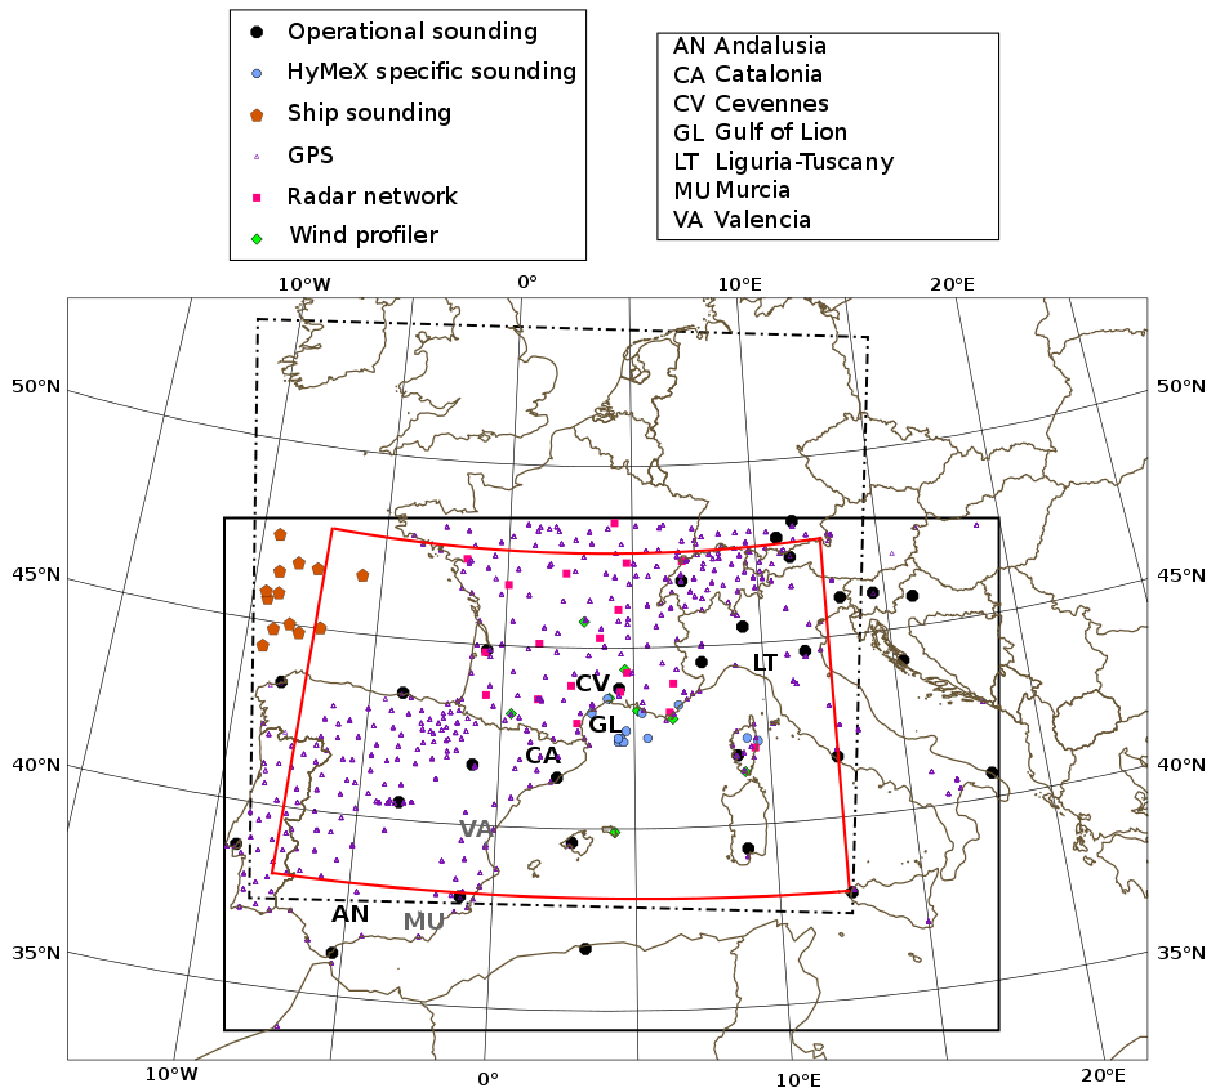 Operational sounding
HyMeX specific sounding
Ship sounding
GPS
Radar network
Wind profiler
AN Andalusia
CA Catalonia
CV Cevennes
GL Gulf of Lion
LT Liguria-Tuscany
MU Murcia
VA Valencia
10°W 0° 10°E 20°E
50°N 50°N
45°N 45°N
LT
CV
GL
CA
40°N 40°N
VA
AN MU
35°N 35°N
10°W 0° 10°E 20°E